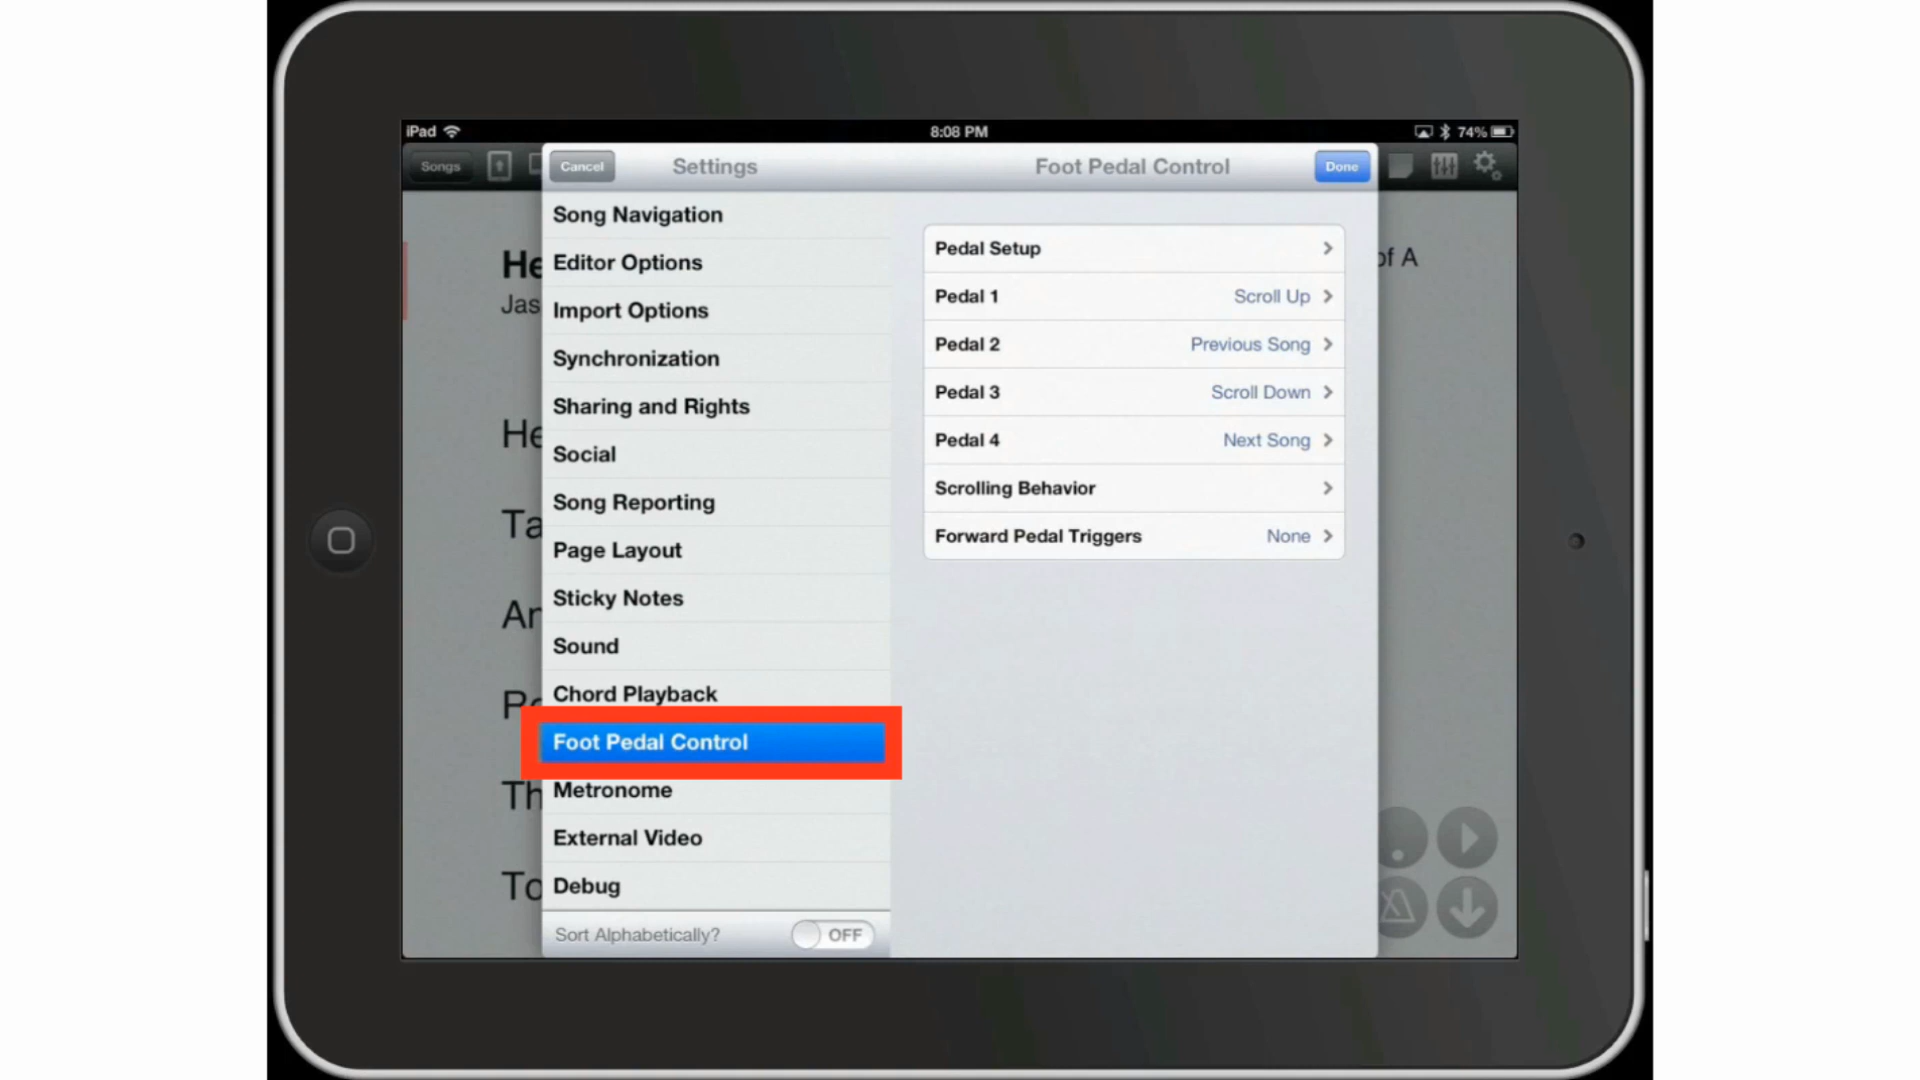 iPad
8:08 PM
74%
Songs
Cancel
Settings
Foot Pedal Control
Done
Song Navigation
Editor Options
Import Options
Synchronization
Sharing and Rights
Social
Song Reporting
Page Layout
Sticky Notes
Sound
Chord Playback
Foot Pedal Control
Metronome
External Video
Debug
Sort Alphabetically?
OFF
Pedal Setup
Pedal 1 Scroll Up
Pedal 2 Previous Song
Pedal 3 Scroll Down
Pedal 4 Next Song
Scrolling Behavior
Forward Pedal Triggers None
He
Jas
of A
He
Ta
Th
To